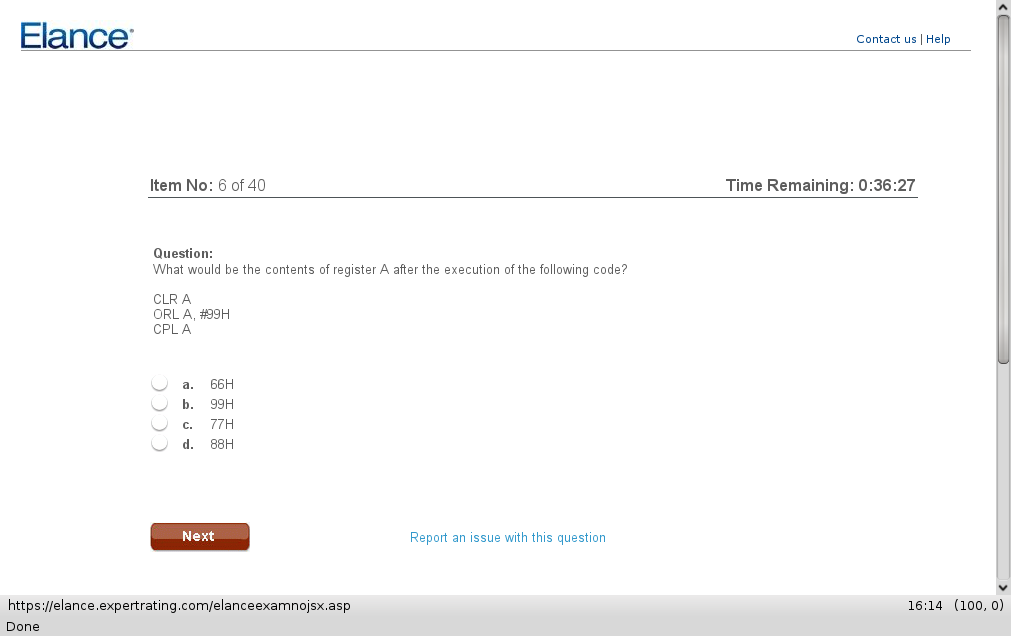 Elance
Contact us | Help
Item No: 6 of 40
Time Remaining: 0:36:27
Question:
What would be the contents of register A after the execution of the following code?
CLR A
ORL A, #99H
CPL A
a. 66H
b. 99H
c. 77H
d. 88H
Next
Report an issue with this question
https://elance.expertrating.com/elanceexamnojsx.asp
16:14 (100, 0)
Done